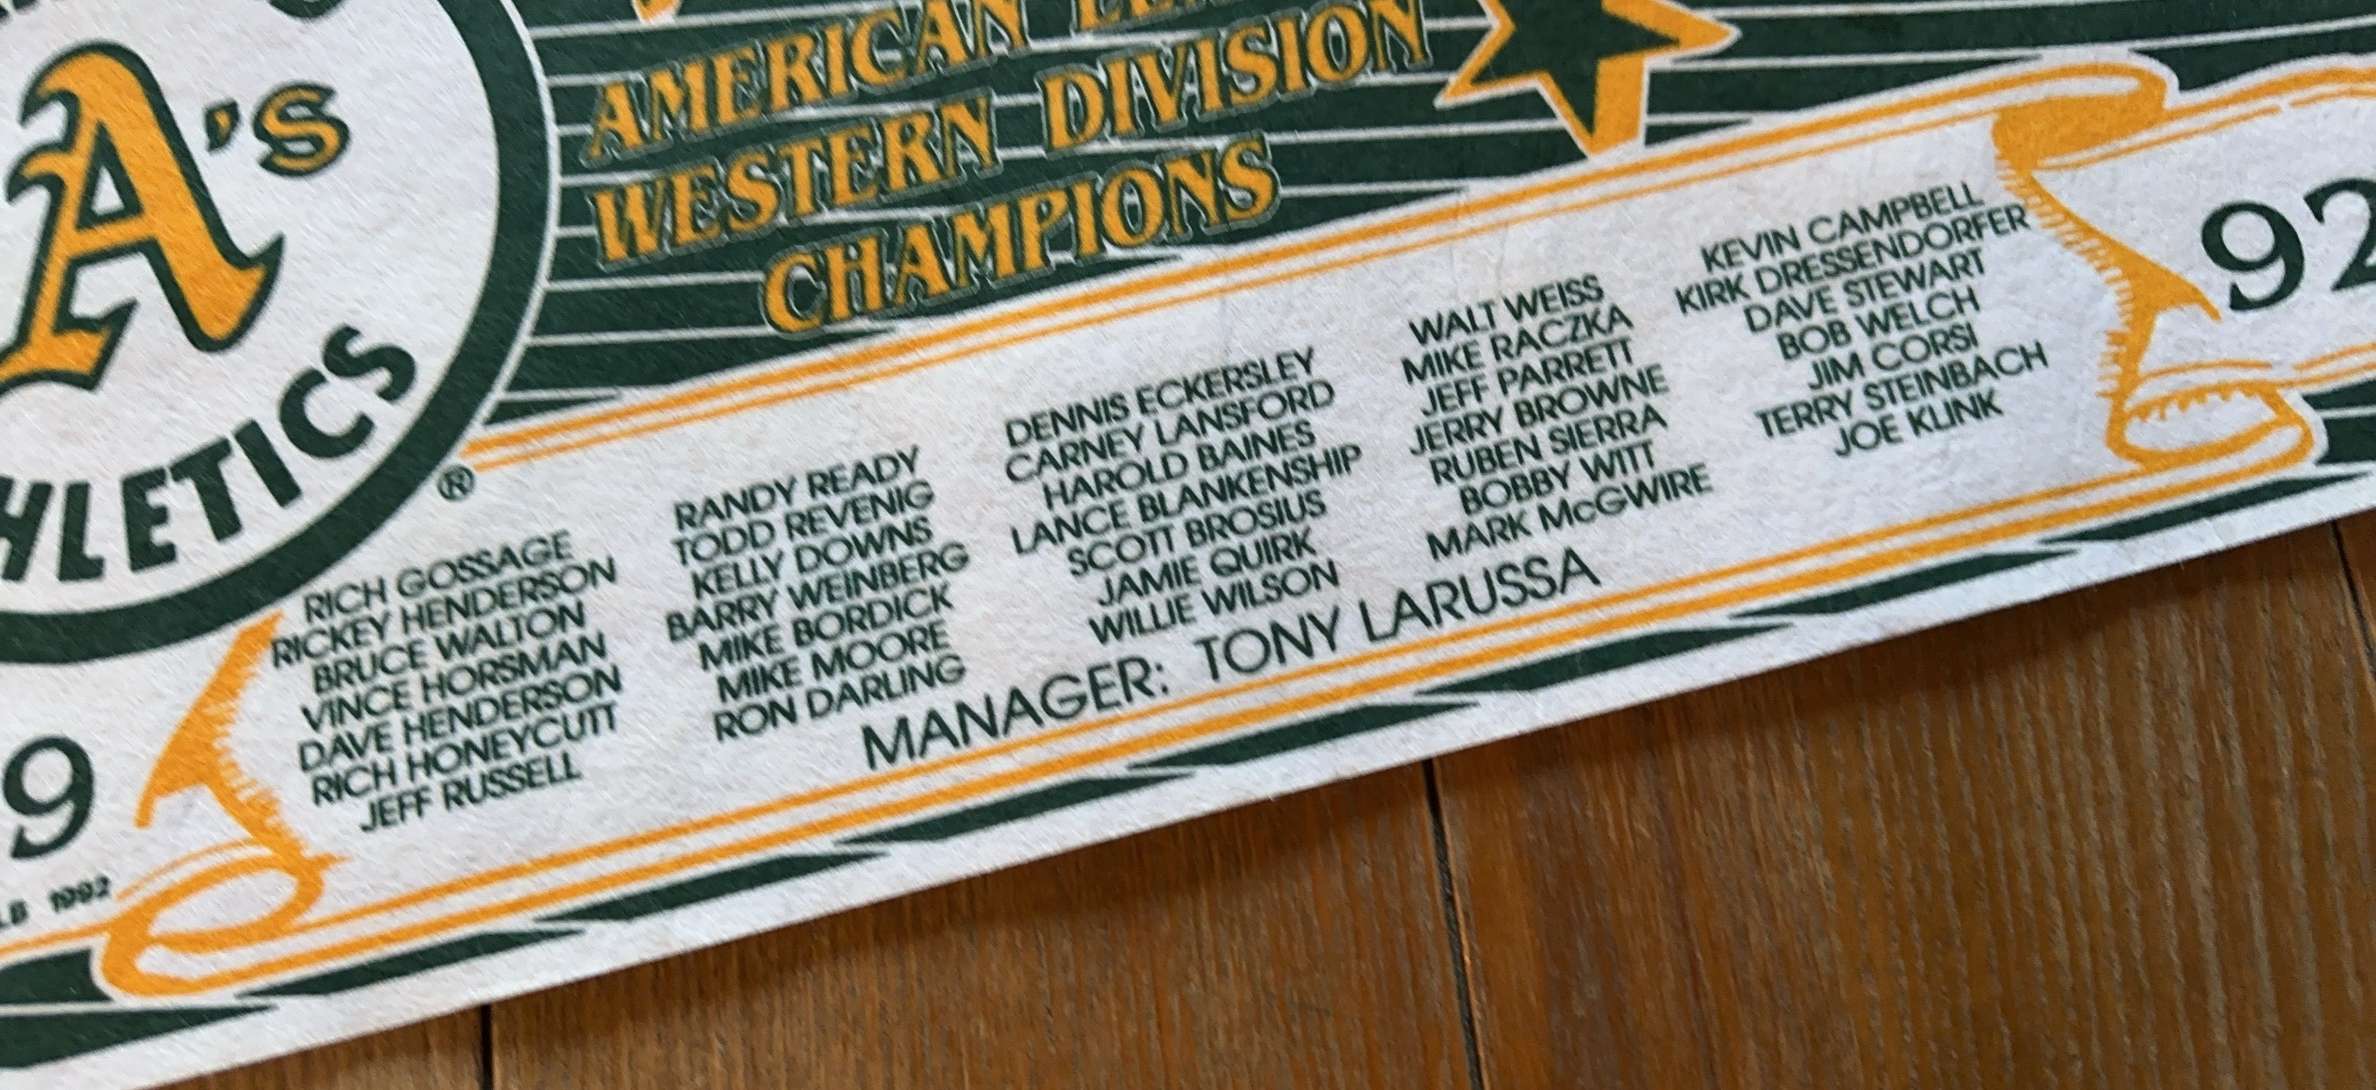 A's
HLETICS
®
AMERICAN
WESTERN DIVISION
CHAMPIONS
19
92
RICH GOSSAGE
RICKEY HENDERSON
BRUCE WALTON
VINCE HORSMAN
DAVE HENDERSON
RICH HONEYCUTT
JEFF RUSSELL
RANDY READY
TODD REVENIG
KELLY DOWNS
BARRY WEINBERG
MIKE BORDICK
MIKE MOORE
RON DARLING
DENNIS ECKERSLEY
CARNEY LANSFORD
HAROLD BAINES
LANCE BLANKENSHIP
SCOTT BROSIUS
JAMIE QUIRK
WILLIE WILSON
WALT WEISS
MIKE RACZKA
JEFF PARRETT
JERRY BROWNE
RUBEN SIERRA
BOBBY WITT
MARK McGWIRE
KEVIN CAMPBELL
KIRK DRESSENDORFER
DAVE STEWART
BOB WELCH
JIM CORSI
TERRY STEINBACH
JOE KLINK
MANAGER: TONY LARUSSA
LB 1992